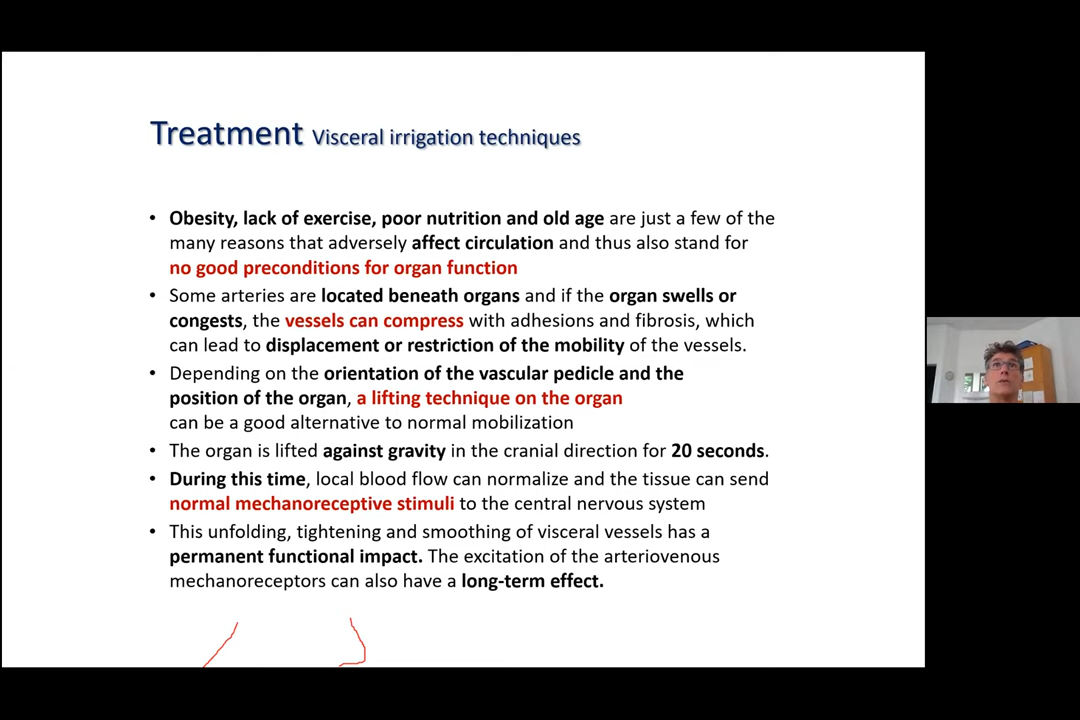 Treatment Visceral irrigation techniques
• Obesity, lack of exercise, poor nutrition and old age are just a few of the
many reasons that adversely affect circulation and thus also stand for
no good preconditions for organ function
• Some arteries are located beneath organs and if the organ swells or
congests, the vessels can compress with adhesions and fibrosis, which
can lead to displacement or restriction of the mobility of the vessels.
• Depending on the orientation of the vascular pedicle and the
position of the organ, a lifting technique on the organ
can be a good alternative to normal mobilization
• The organ is lifted against gravity in the cranial direction for 20 seconds.
• During this time, local blood flow can normalize and the tissue can send
normal mechanoreceptive stimuli to the central nervous system
• This unfolding, tightening and smoothing of visceral vessels has a
permanent functional impact. The excitation of the arteriovenous
mechanoreceptors can also have a long-term effect.